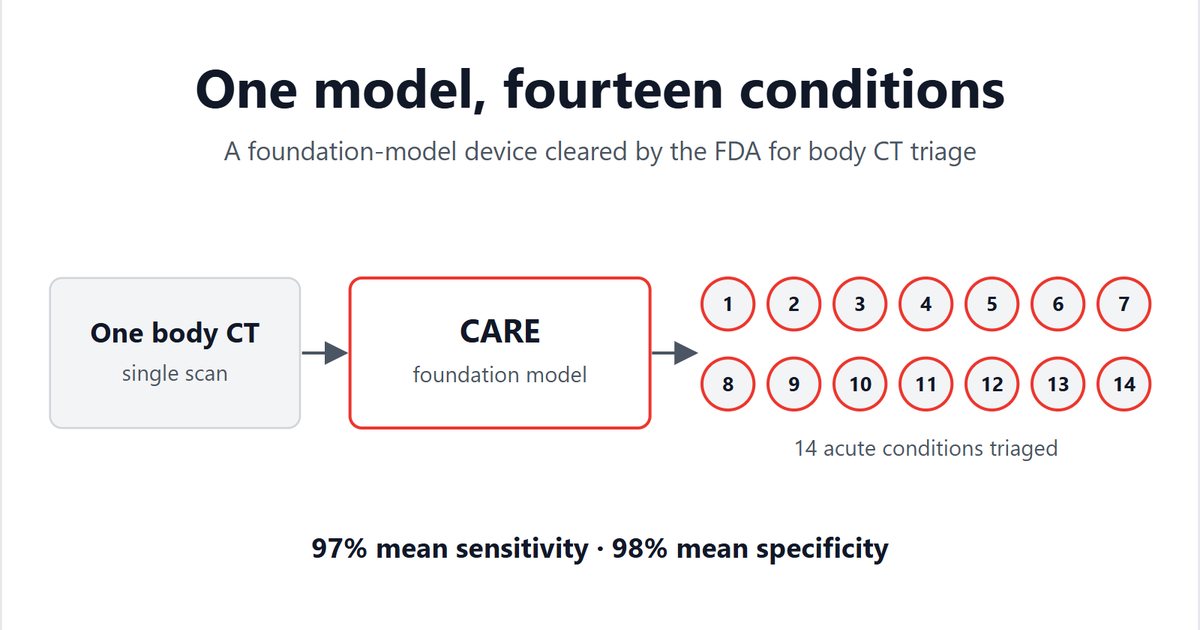 One model, fourteen conditions
A foundation-model device cleared by the FDA for body CT triage
One body CT
single scan
CARE
foundation model
1 2 3 4 5 6 7
8 9 10 11 12 13 14
14 acute conditions triaged
97% mean sensitivity · 98% mean specificity